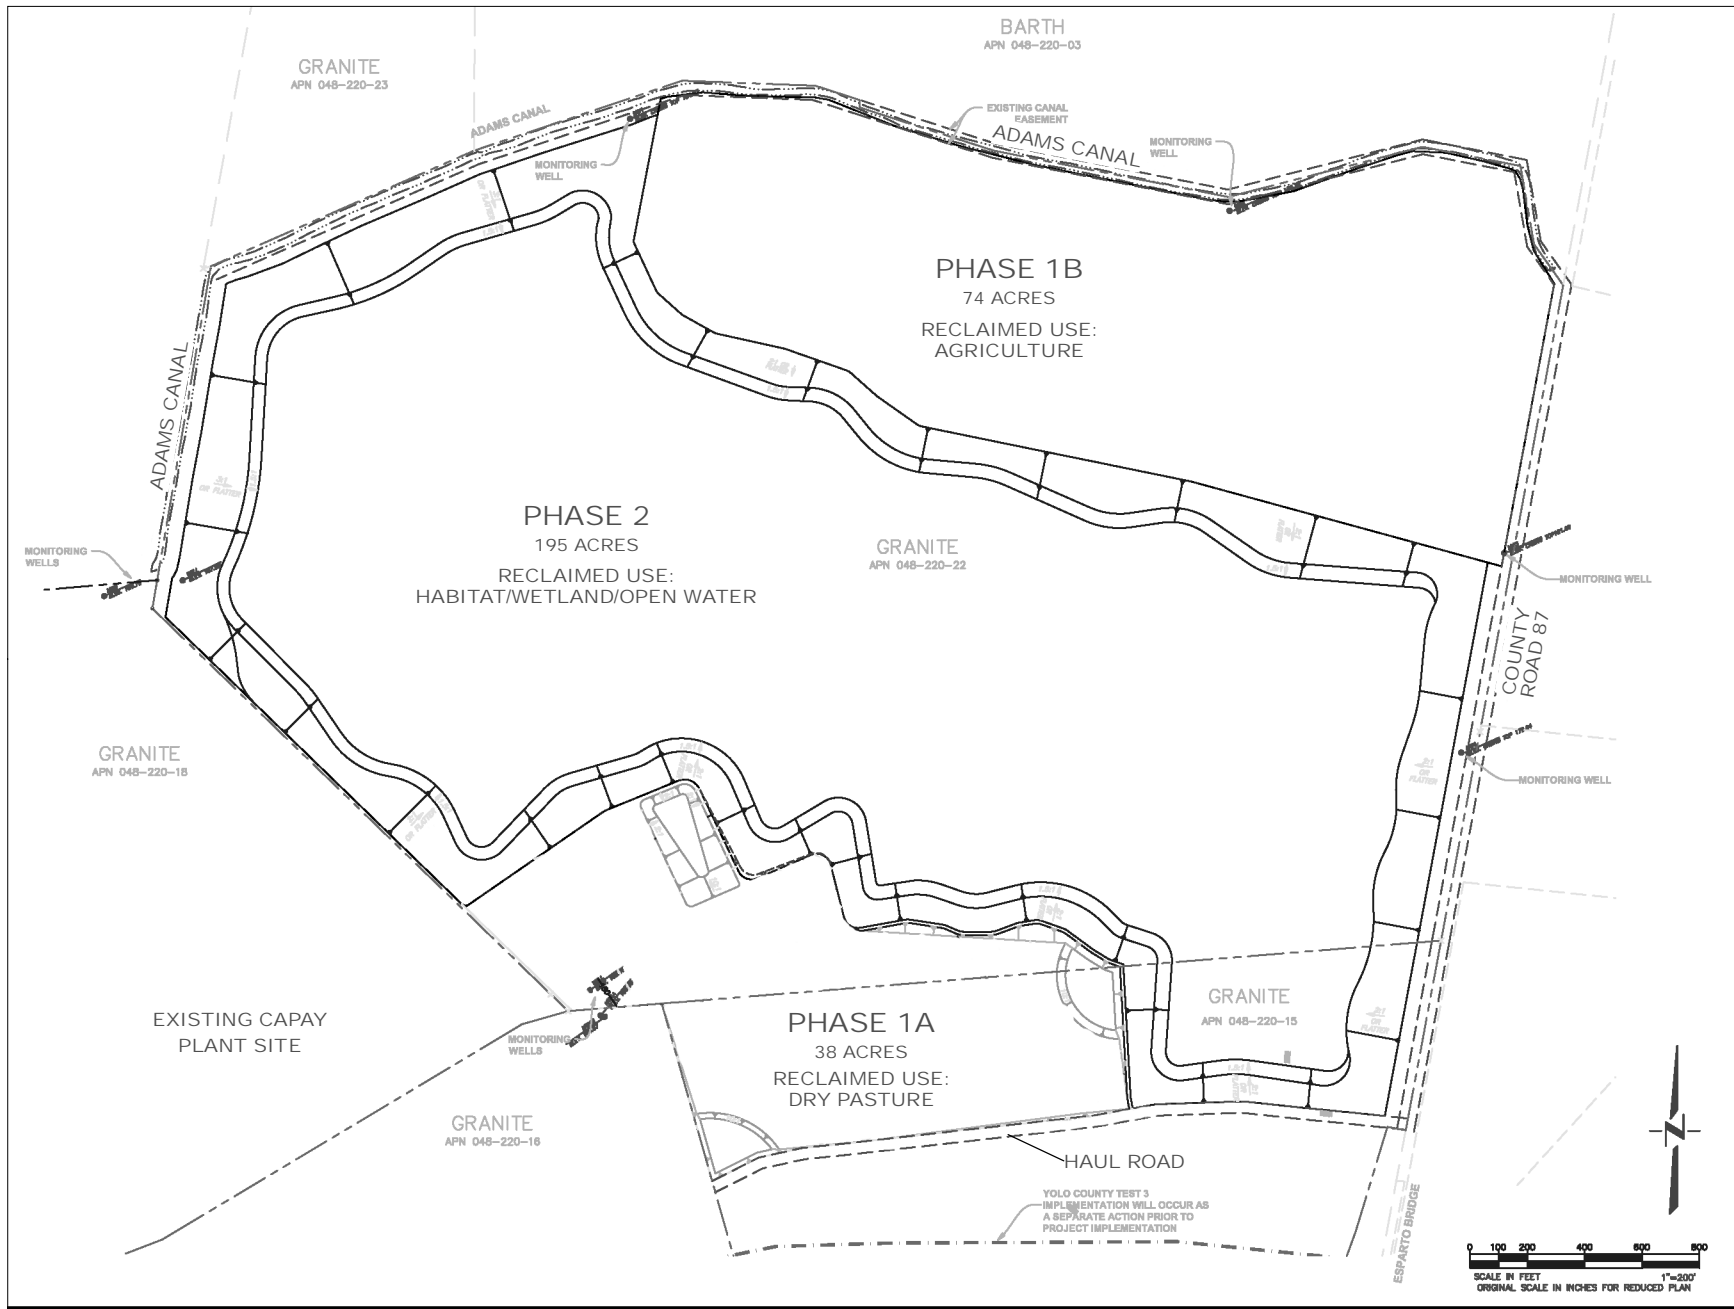 BARTH
APN 048-220-03
GRANITE
APN 048-220-23
ADAMS CANAL
EXISTING CANAL
EASEMENT
ADAMS CANAL
MONITORING
WELL
MONITORING
WELL
PHASE 1B
74 ACRES
RECLAIMED USE:
AGRICULTURE
ADAMS CANAL
PHASE 2
195 ACRES
RECLAIMED USE:
HABITAT/WETLAND/OPEN WATER
GRANITE
APN 048-220-22
MONITORING
WELLS
MONITORING WELL
COUNTY
ROAD 87
GRANITE
APN 048-220-18
MONITORING WELL
2:1
OR FLATTER
GRANITE
APN 048-220-15
EXISTING CAPAY
PLANT SITE
MONITORING
WELLS
PHASE 1A
38 ACRES
RECLAIMED USE:
DRY PASTURE
GRANITE
APN 048-220-16
HAUL ROAD
YOLO COUNTY TEST 3
IMPLEMENTATION WILL OCCUR AS
A SEPARATE ACTION PRIOR TO
PROJECT IMPLEMENTATION
ESPARTO BRIDGE
Z
0 100 200 400 600 800
SCALE IN FEET 1"=200'
ORIGINAL SCALE IN INCHES FOR REDUCED PLAN